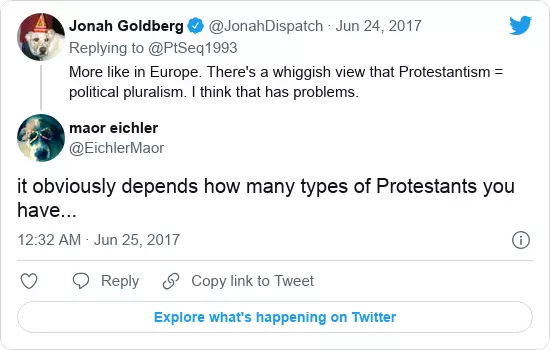 Jonah Goldberg @JonahDispatch · Jun 24, 2017
Replying to @PtSeq1993
More like in Europe. There's a whiggish view that Protestantism =
political pluralism. I think that has problems.
maor eichler
@EichlerMaor
it obviously depends how many types of Protestants you
have...
12:32 AM · Jun 25, 2017
Reply Copy link to Tweet
Explore what's happening on Twitter